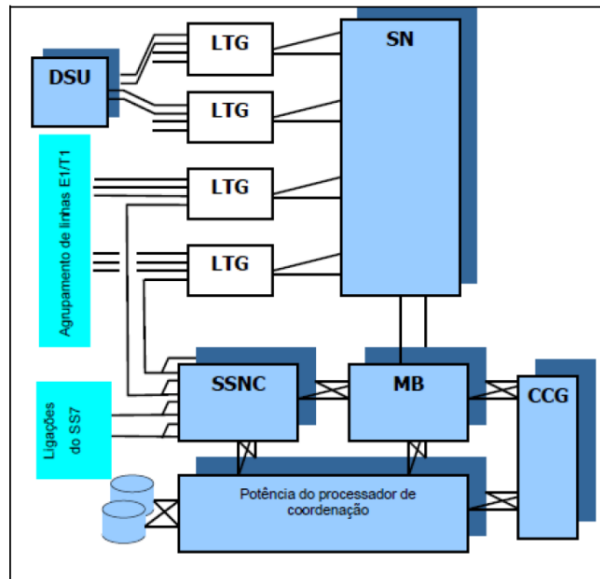 LTG
SN
DSU
LTG
Agrupamento de linhas E1/T1
LTG
LTG
SSNC
MB
CCG
Ligações
do SS7
Potência do processador de
coordenação